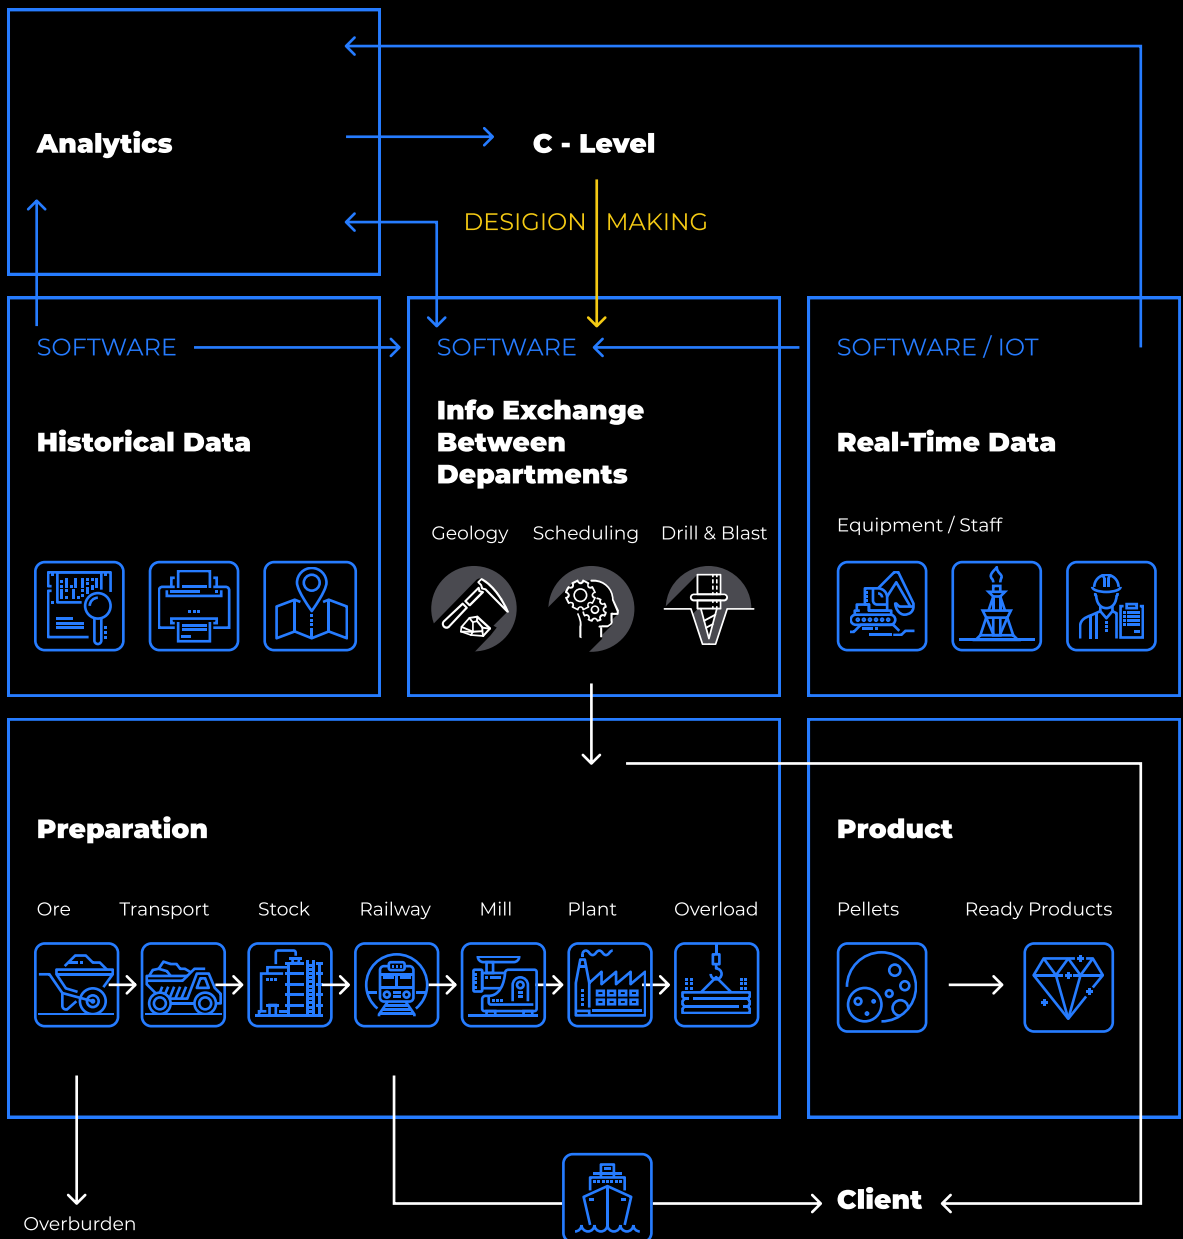 Analytics
C - Level
DESIGION MAKING
SOFTWARE
Historical Data
SOFTWARE
Info Exchange
Between
Departments
Geology
Scheduling
Drill & Blast
SOFTWARE / IOT
Real-Time Data
Equipment / Staff
Preparation
Ore
Transport
Stock
Railway
Mill
Plant
Overload
Product
Pellets
Ready Products
Overburden
Client